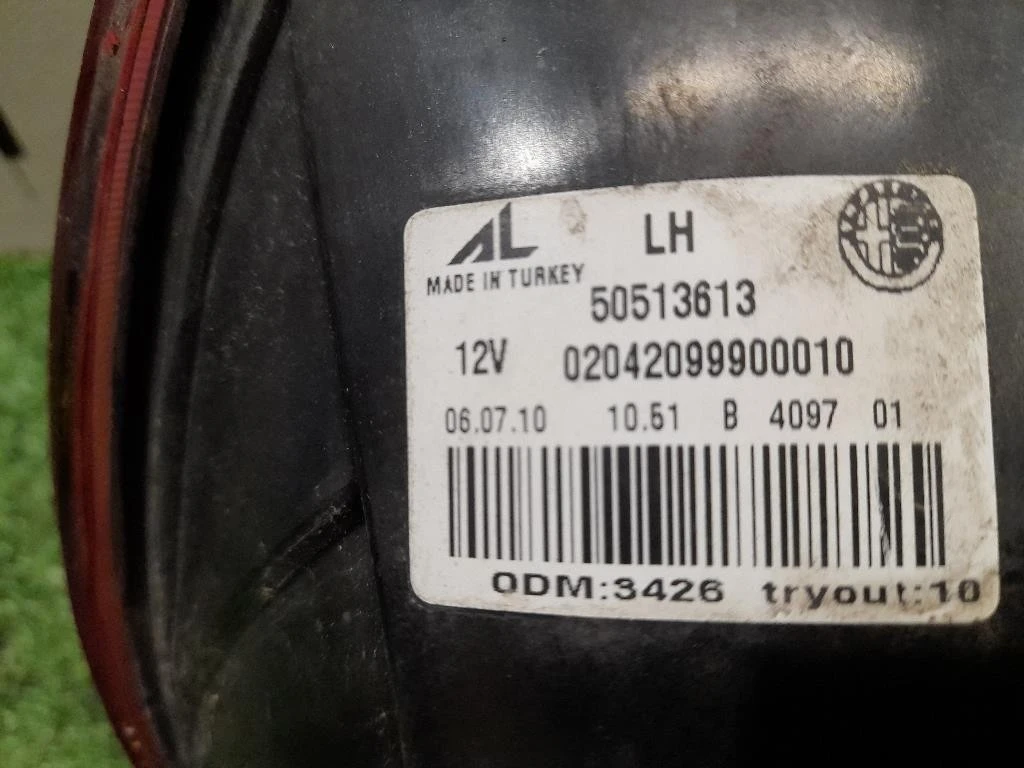 AL LH
MADE IN TURKEY
50513613
12V 02042099900010
06.07.10 10.51 B 4097 01
ODM:3426 tryout:10